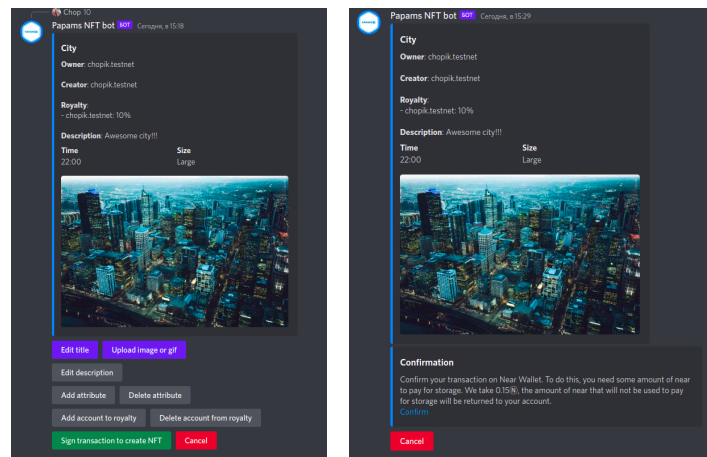 Chop 10
Papams NFT bot БОТ Сегодня, в 15:18
City
Owner: chopik.testnet
Creator: chopik.testnet
Royalty:
- chopik.testnet: 10%
Description: Awesome city!!!
Time Size
22:00 Large
Edit title Upload image or gif
Edit description
Add attribute Delete attribute
Add account to royalty Delete account from royalty
Sign transaction to create NFT Cancel
Papams NFT bot БОТ Сегодня, в 15:29
City
Owner: chopik.testnet
Creator: chopik.testnet
Royalty:
- chopik.testnet: 10%
Description: Awesome city!!!
Time Size
22:00 Large
Confirmation
Confirm your transaction on Near Wallet. To do this, you need some amount of near
to pay for storage. We take 0.15Ⓝ, the amount of near that will not be used to pay
for storage will be returned to your account.
Confirm
Cancel